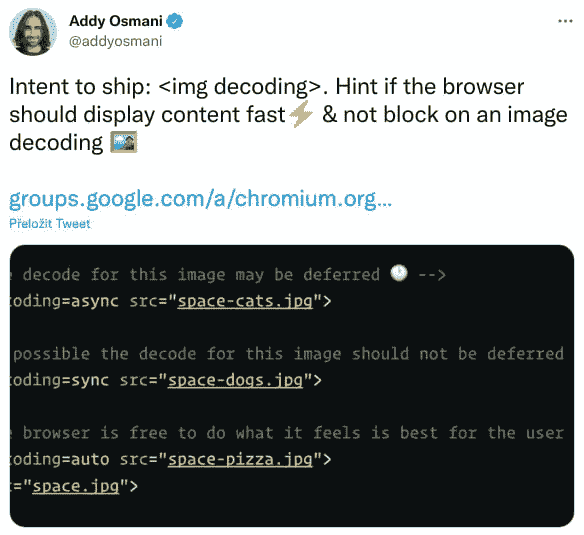 Addy Osmani
@addyosmani
Intent to ship: <img decoding>. Hint if the browser
should display content fast⚡ & not block on an image
decoding 🖼️
groups.google.com/a/chromium.org…
Přeložit Tweet
decode for this image may be deferred 🕐 -->
oding=async src="space-cats.jpg">
possible the decode for this image should not be deferred
oding=sync src="space-dogs.jpg">
browser is free to do what it feels is best for the user
oding=auto src="space-pizza.jpg">
="space.jpg">